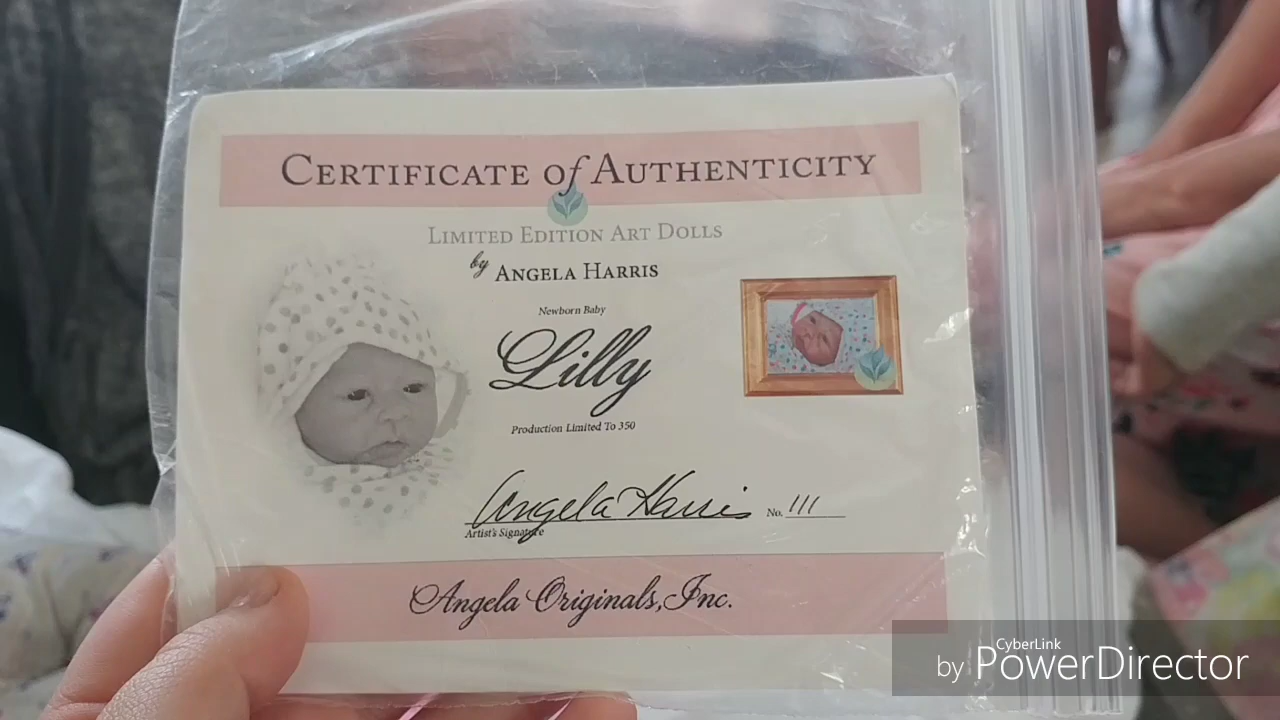 CERTIFICATE of AUTHENTICITY
LIMITED EDITION ART DOLLS
by ANGELA HARRIS
Newborn Baby
Lilly
Production Limited To 350
Angela Harris
No. 111
Artist's Signature
Angela Originals, Inc.
CyberLink
by PowerDirector